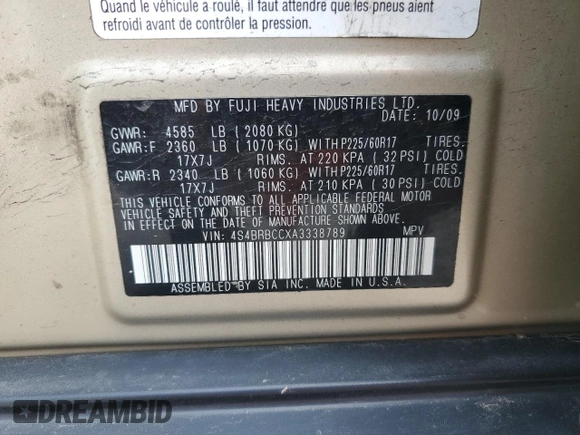 Quand le véhicule a roulé, il faut attendre que les pneus aient
refroidi avant de contrôler la pression.
MFD BY FUJI HEAVY INDUSTRIES LTD.
DATE: 10/09
GVWR: 4585 LB ( 2080 KG)
GAWR:F 2360 LB ( 1070 KG) WITH P225/60R17 TIRES.
17X7J RIMS. AT 220 KPA ( 32 PSI) COLD
GAWR:R 2340 LB ( 1060 KG) WITH P225/60R17 TIRES.
17X7J RIMS. AT 210 KPA ( 30 PSI) COLD
THIS VEHICLE CONFORMS TO ALL APPLICABLE FEDERAL MOTOR
VEHICLE SAFETY AND THEFT PREVENTION STANDARDS
IN EFFECT ON THE DATE OF MANUFACTURE SHOWN ABOVE.
VIN: 4S4BRBCCXA3338789 MPV
ASSEMBLED BY SIA INC. MADE IN U.S.A.
DREAMBID